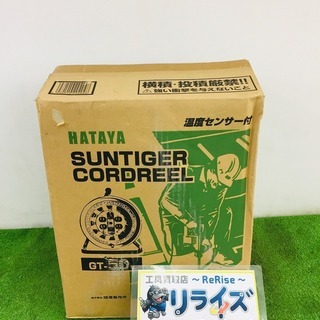 横積・投積厳禁!!
強い衝撃を与えないこと
温度センサー付
HATAYA
SUNTIGER
CORDREEL
工具買取店 ~ReRise~
リライズ